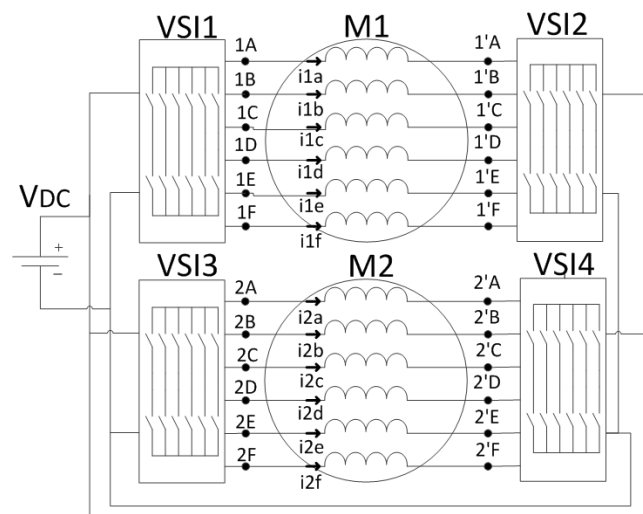 VSI1 M1 VSI2
1A 1'A
i1a
1B 1'B
i1b
1C 1'C
i1c
1D 1'D
i1d
1E 1'E
i1e
1F 1'F
i1f
VDC
+
−
VSI3 M2 VSI4
2A 2'A
i2a
2B 2'B
i2b
2C 2'C
i2c
2D 2'D
i2d
2E 2'E
i2e
2F 2'F
i2f